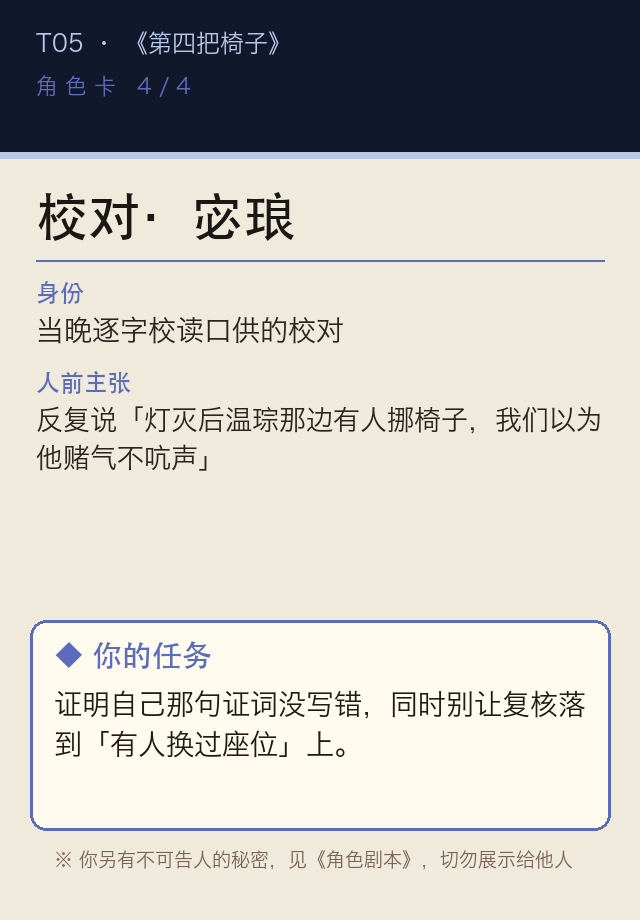 T05 · 《第四把椅子》
角色卡 4/4
校对· 宓琅
身份
当晚逐字校读口供的校对
人前主张
反复说「灯灭后温琮那边有人挪椅子，我们以为
他赌气不吭声」
◆ 你的任务
证明自己那句证词没写错，同时别让复核落
到「有人换过座位」上。
※ 你另有不可告人的秘密，见《角色剧本》，切勿展示给他人